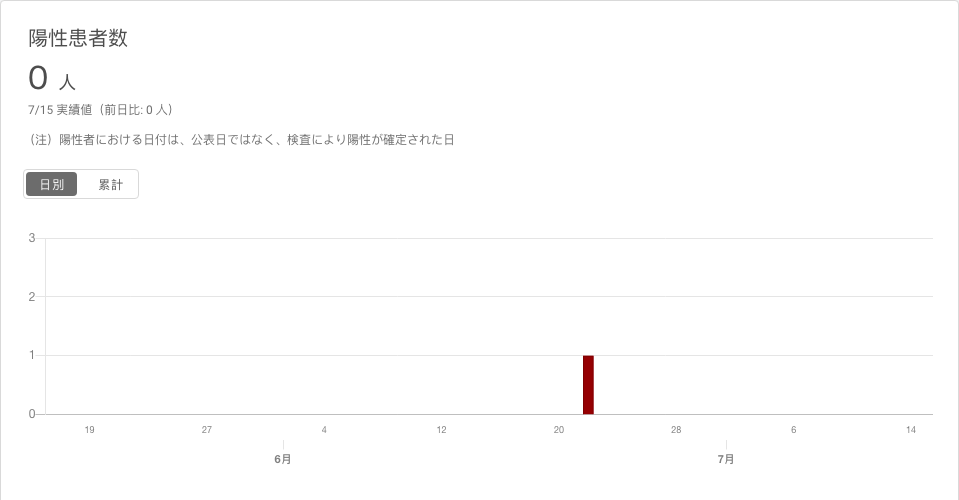 陽性患者数
0 人
7/15 実績値（前日比: 0 人）
（注）陽性者における日付は、公表日ではなく、検査により陽性が確定された日
日別 累計
3
2
1
0
19 27 4 12 20 28 6 14
6月 7月